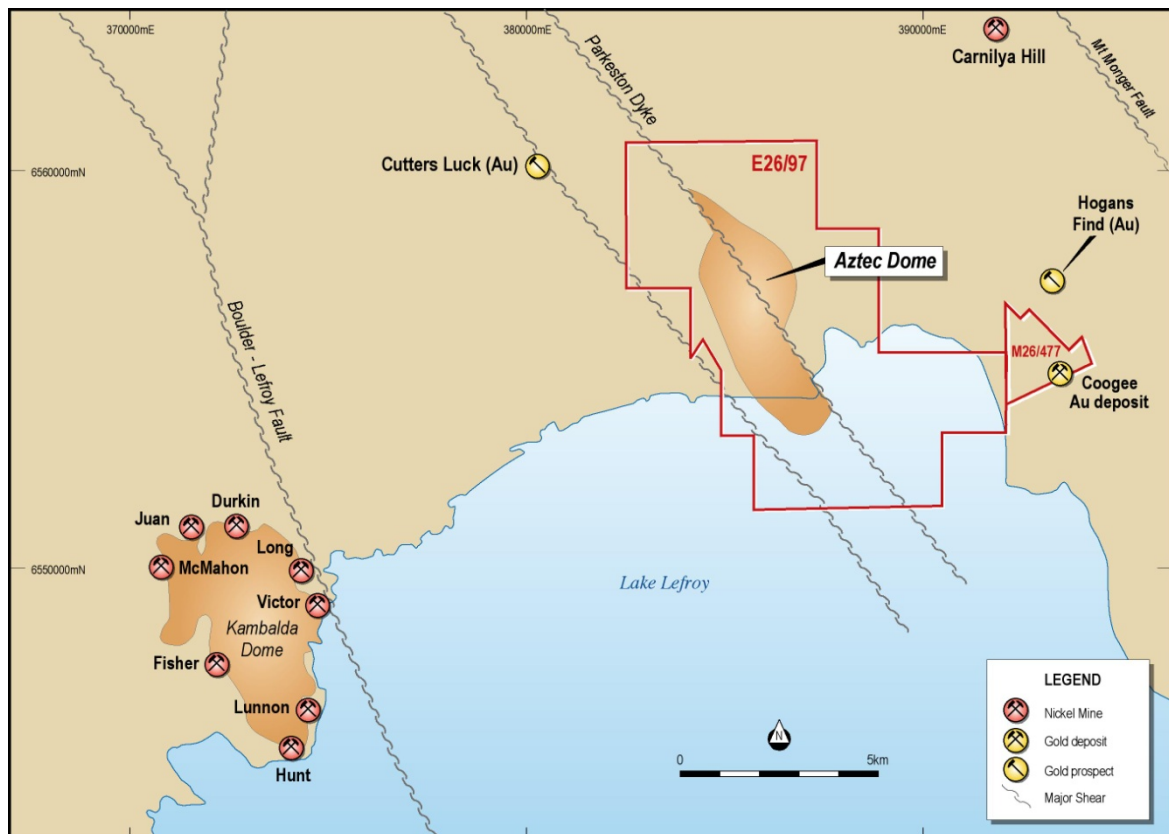 370000mE
380000mE
390000mE
Carnilya Hill
Mt Monger Fault
Parkeston Dyke
6560000mN
Cutters Luck (Au)
E26/97
Hogans
Find (Au)
Aztec Dome
M26/477
Coogee
Au deposit
Boulder - Lefroy Fault
Durkin
Juan
Long
McMahon
6550000mN
Lake Lefroy
Victor
Kambalda
Dome
Fisher
Lunnon
Hunt
N
0
5km
LEGEND
Nickel Mine
Gold deposit
Gold prospect
Major Shear